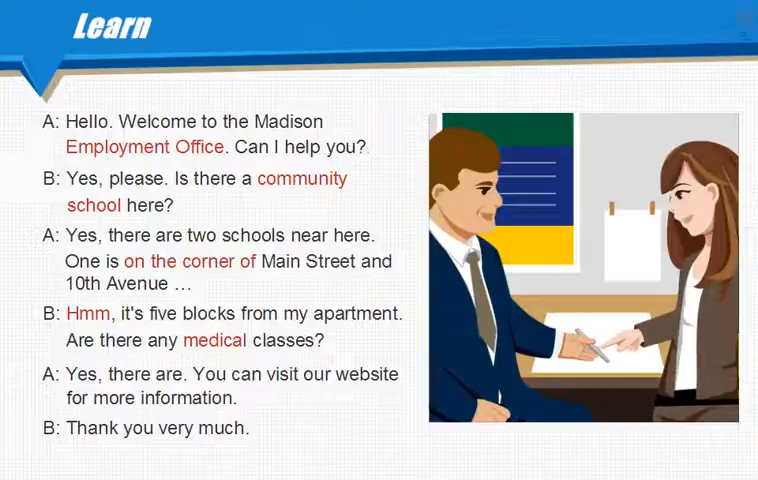 Learn
A: Hello. Welcome to the Madison
Employment Office. Can I help you?
B: Yes, please. Is there a community
school here?
A: Yes, there are two schools near here.
One is on the corner of Main Street and
10th Avenue …
B: Hmm, it's five blocks from my apartment.
Are there any medical classes?
A: Yes, there are. You can visit our website
for more information.
B: Thank you very much.